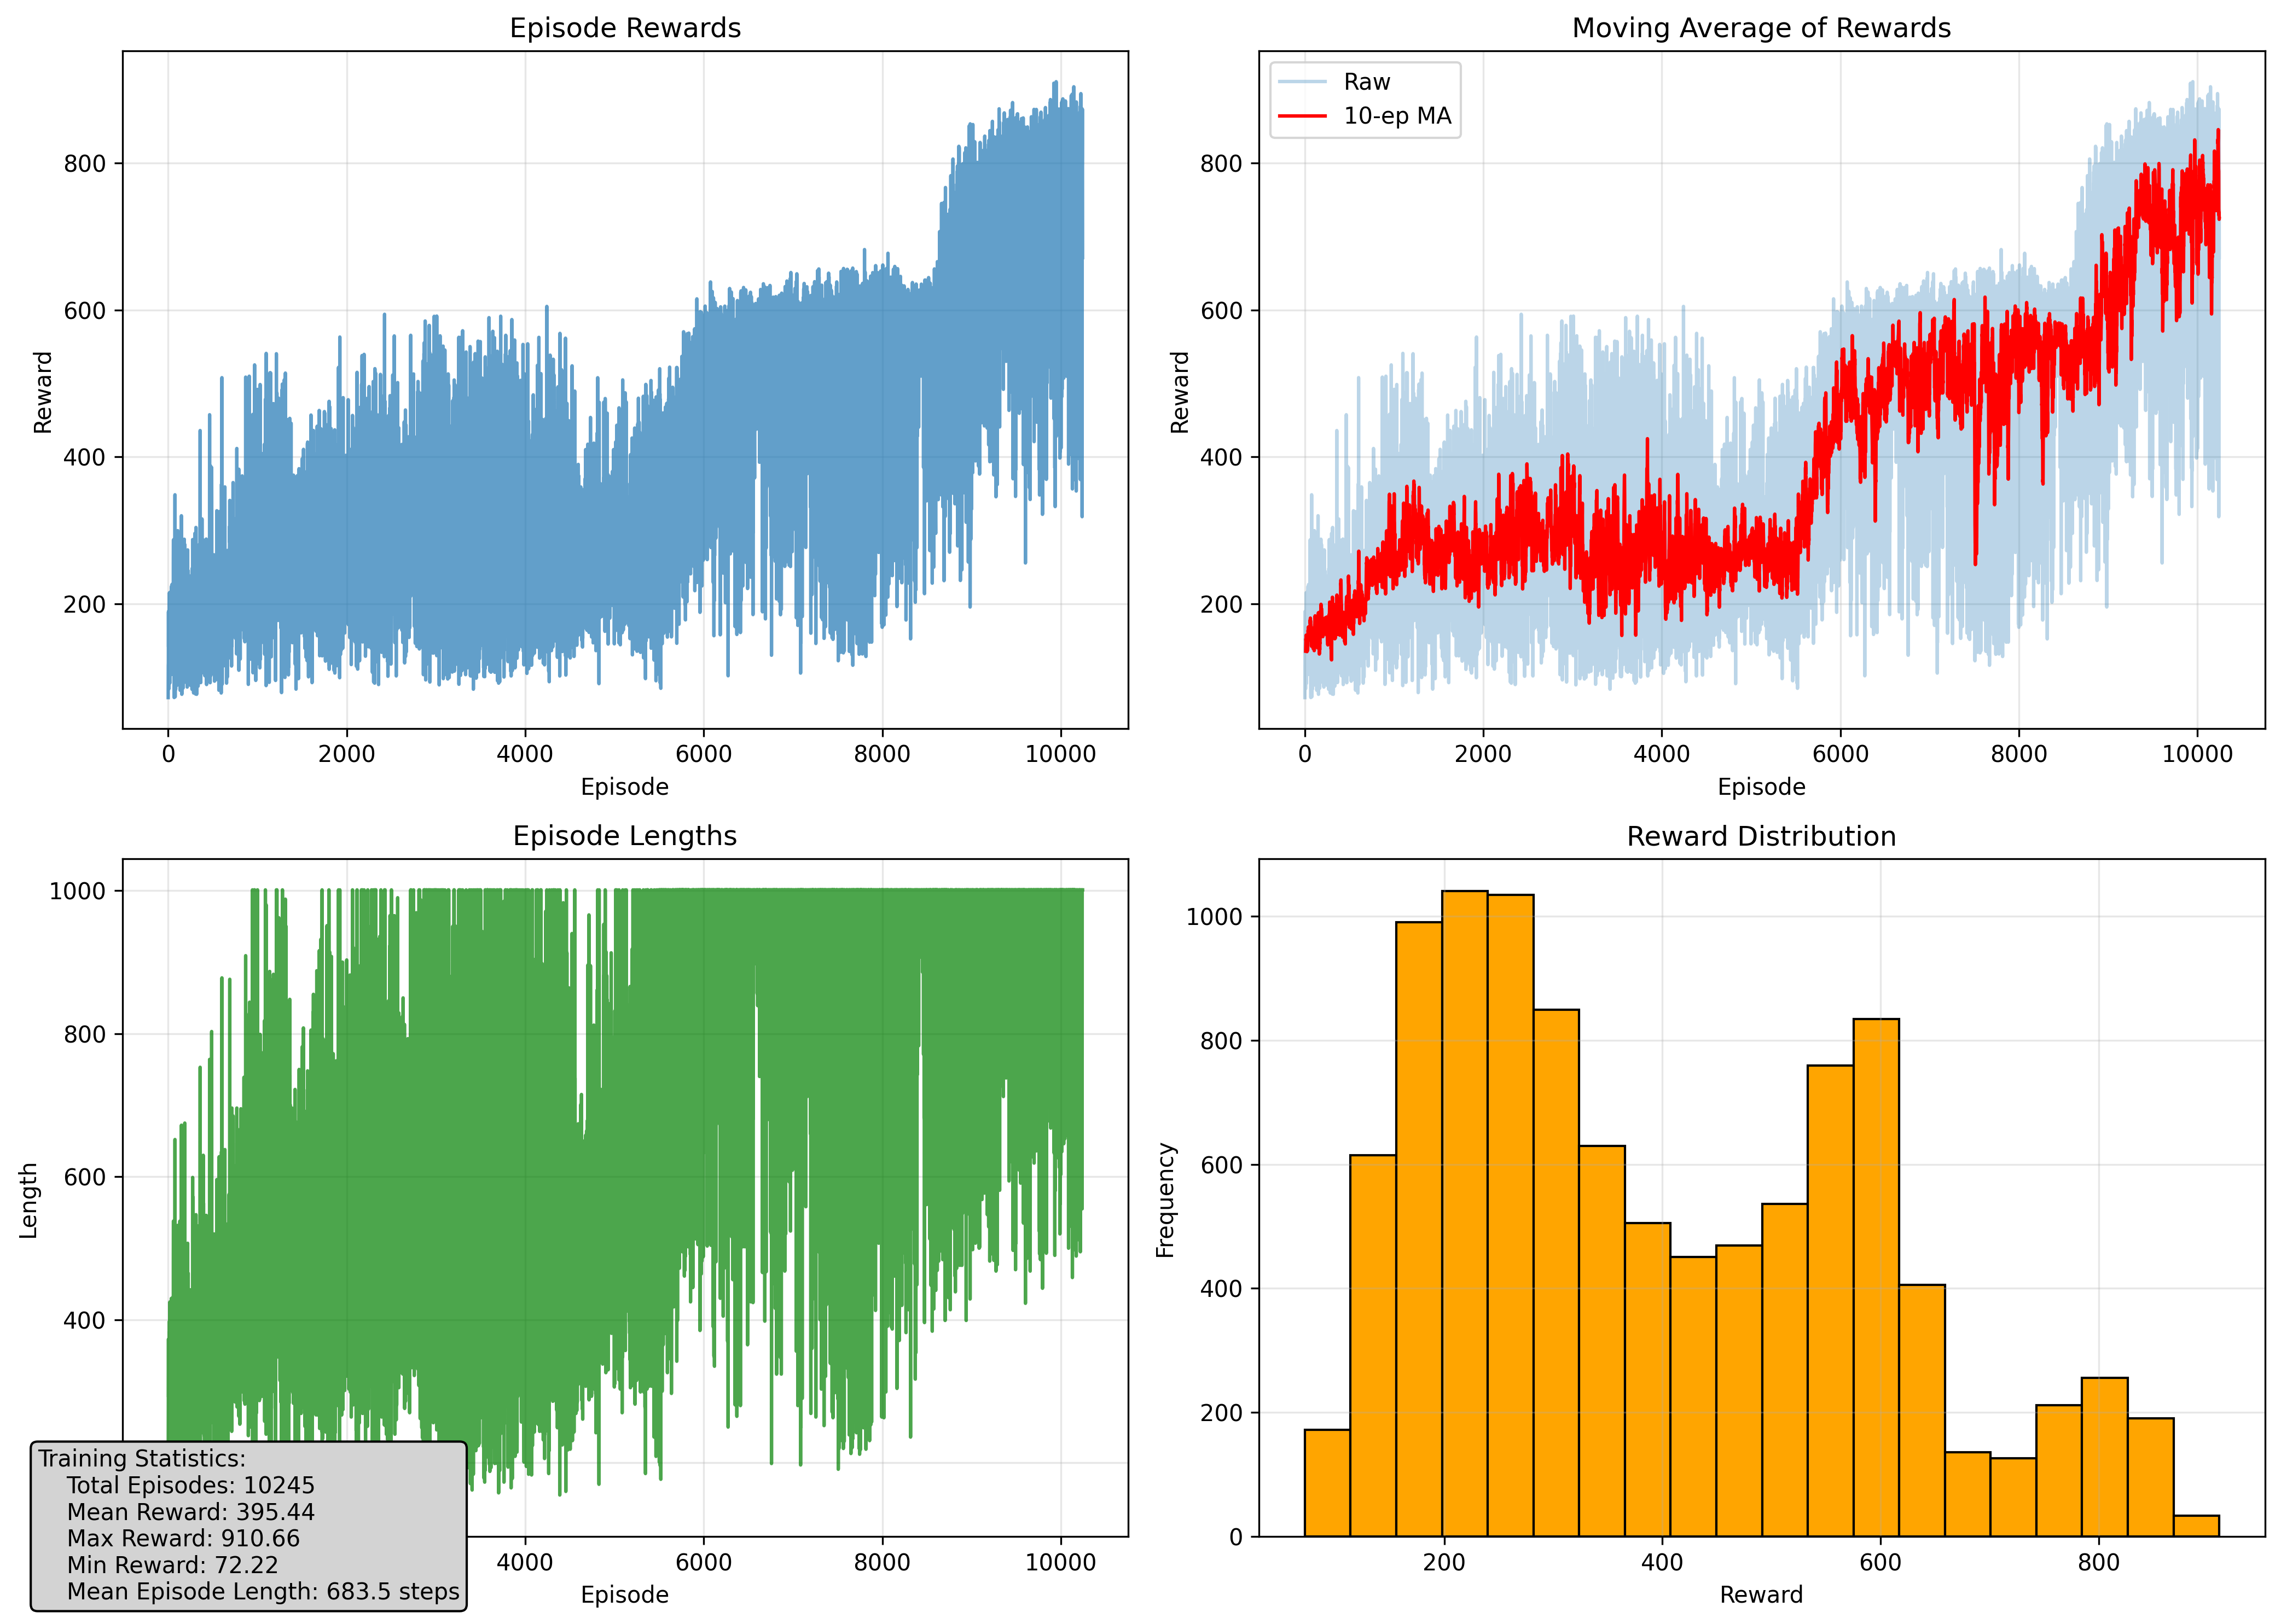 Episode Rewards
Reward
800
600
400
200
0 2000 4000 6000 8000 10000
Episode
Moving Average of Rewards
Raw
10-ep MA
Reward
800
600
400
200
0 2000 4000 6000 8000 10000
Episode
Episode Lengths
Length
1000
800
600
400
4000 6000 8000 10000
Episode
Training Statistics:
Total Episodes: 10245
Mean Reward: 395.44
Max Reward: 910.66
Min Reward: 72.22
Mean Episode Length: 683.5 steps
Reward Distribution
Frequency
1000
800
600
400
200
0
200 400 600 800
Reward